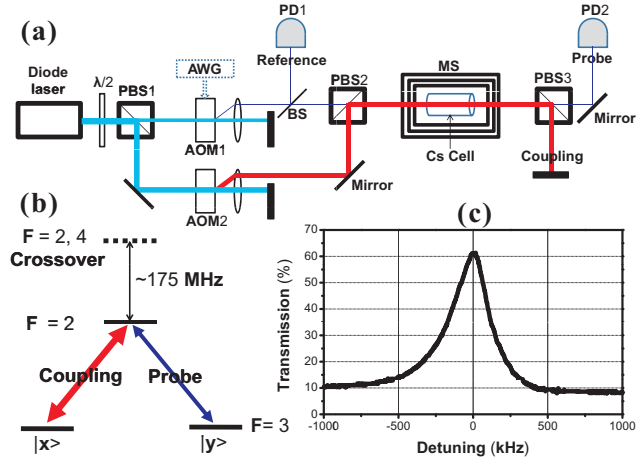 (a)
PD1
PD2
Reference
Probe
Diode
laser
λ/2
PBS1
AWG
BS
PBS2
MS
PBS3
AOM1
Cs Cell
Mirror
AOM2
Mirror
Coupling
(b)
F = 2, 4
Crossover
~175 MHz
F = 2
Coupling
Probe
|x>
|y>
F= 3
(c)
Transmission (%)
70
60
50
40
30
20
10
0
-1000 -500 0 500 1000
Detuning (kHz)